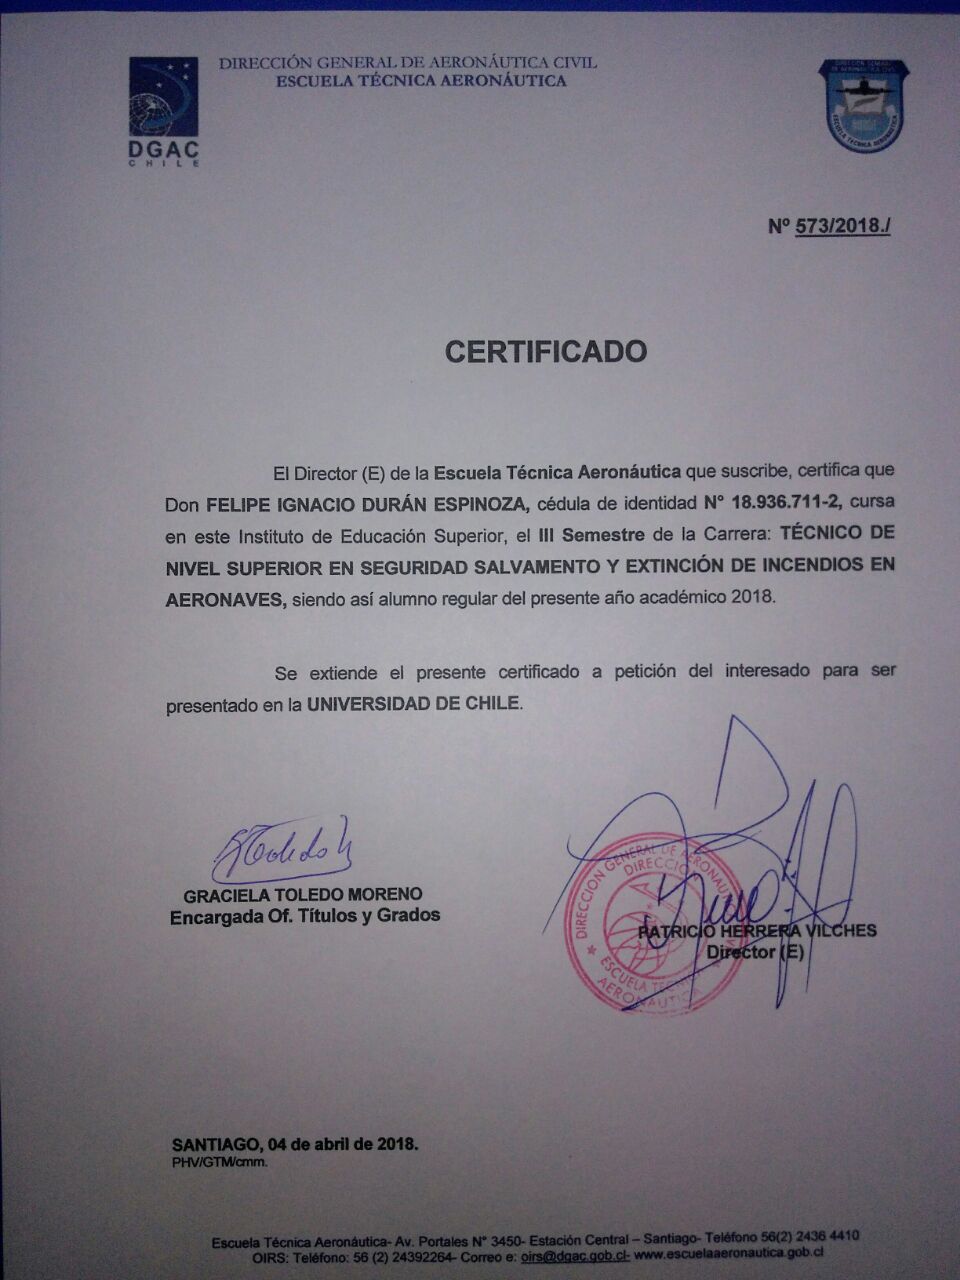 DIRECCIÓN GENERAL DE AERONÁUTICA CIVIL
ESCUELA TÉCNICA AERONÁUTICA
DGAC
CHILE
DIRECCIÓN GENERAL
DE AERONÁUTICA CIVIL
ESCUELA TÉCNICA AERONÁUTICA
Nº 573/2018./
CERTIFICADO
El Director (E) de la Escuela Técnica Aeronáutica que suscribe, certifica que
Don FELIPE IGNACIO DURÁN ESPINOZA, cédula de identidad N° 18.936.711-2, cursa
en este Instituto de Educación Superior, el III Semestre de la Carrera: TÉCNICO DE
NIVEL SUPERIOR EN SEGURIDAD SALVAMENTO Y EXTINCIÓN DE INCENDIOS EN
AERONAVES, siendo así alumno regular del presente año académico 2018.
Se extiende el presente certificado a petición del interesado para ser
presentado en la UNIVERSIDAD DE CHILE.
GRACIELA TOLEDO MORENO
Encargada Of. Títulos y Grados
DIRECCION GENERAL DE AERONAUTICA
DIRECCION
ESCUELA TECNICA
AERONAUTICA
PATRICIO HERRERA VILCHES
Director (E)
SANTIAGO, 04 de abril de 2018.
PHV/GTM/cmm.
Escuela Técnica Aeronáutica- Av. Portales N° 3450- Estación Central – Santiago- Teléfono 56(2) 2436 4410
OIRS: Teléfono: 56 (2) 24392264- Correo e: oirs@dgac.gob.cl- www.escuelaaeronautica.gob.cl